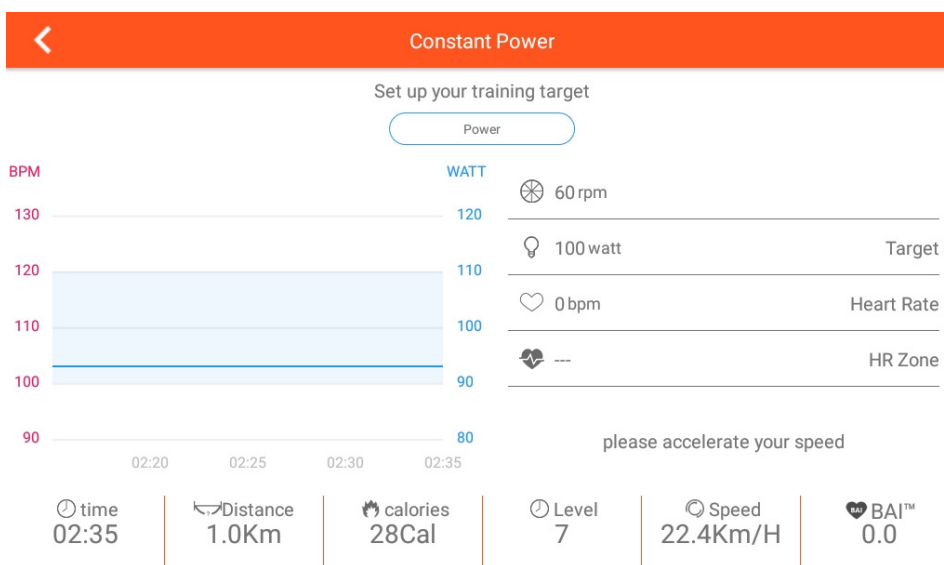 Constant Power
Set up your training target
Power
BPM
WATT
130
120
110
100
90
120
110
100
90
80
02:20 02:25 02:30 02:35
60 rpm
100 watt Target
0 bpm Heart Rate
--- HR Zone
please accelerate your speed
time
02:35
Distance
1.0Km
calories
28Cal
Level
7
Speed
22.4Km/H
BAI BAI™
0.0